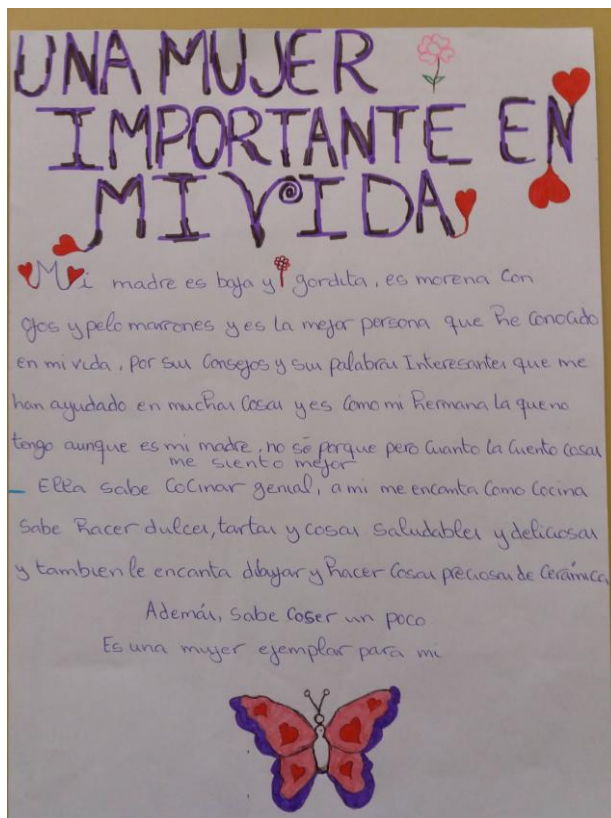 UNA MUJER
IMPORTANTE EN
MI VIDA
Mi madre es baja y gordita, es morena con
ojos y pelo marrones y es la mejor persona que he conocido
en mi vida, por sus consejos y sus palabras Interesantes que me
han ayudado en muchas cosas y es como mi hermana la que no
tengo aunque es mi madre, no sé porque pero cuanto la cuento cosas
me siento mejor
- Ella sabe cocinar genial, a mi me encanta como cocina
sabe hacer dulces, tartas y cosas saludables y deliciosas
y tambien le encanta dibujar y hacer cosas preciosas de cerámica
Además, sabe coser un poco
Es una mujer ejemplar para mi